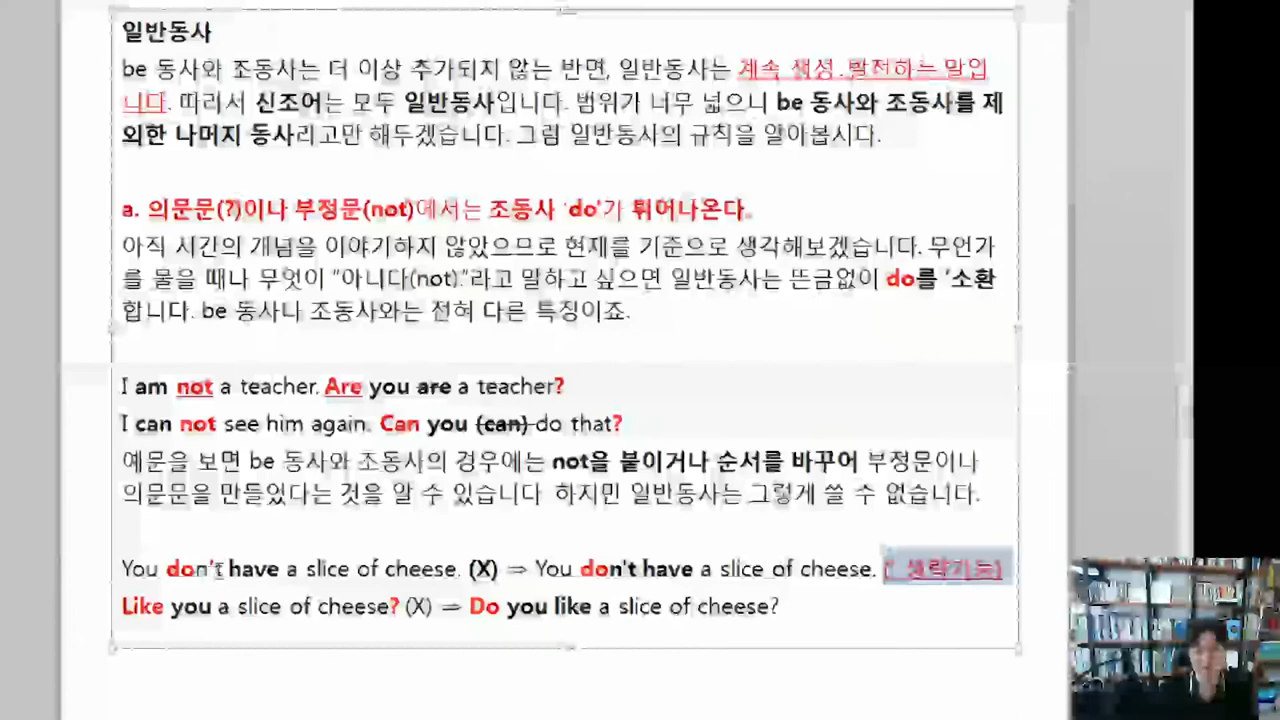 일반동사
be 동사와 조동사는 더 이상 추가되지 않는 반면, 일반동사는 계속 생성, 발전하는 말입
니다. 따라서 신조어는 모두 일반동사입니다. 범위가 너무 넓으니 be 동사와 조동사를 제
외한 나머지 동사라고만 해두겠습니다. 그럼 일반동사의 규칙을 알아봅시다.
a. 의문문(?)이나 부정문(not)에서는 조동사 'do'가 튀어나온다.
아직 시간의 개념을 이야기하지 않았으므로 현재를 기준으로 생각해보겠습니다. 무언가
를 물을 때나 무엇이 "아니다(not)."라고 말하고 싶으면 일반동사는 뜬금없이 do를 '소환
합니다. be 동사나 조동사와는 전혀 다른 특징이죠.
I am not a teacher. Are you are a teacher?
I can not see him again. Can you (can) do that?
예문을 보면 be 동사와 조동사의 경우에는 not을 붙이거나 순서를 바꾸어 부정문이나
의문문을 만들었다는 것을 알 수 있습니다 하지만 일반동사는 그렇게 쓸 수 없습니다.
You don't have a slice of cheese. (X) ⇒ You don't have a slice of cheese. (' 생략기능)
Like you a slice of cheese? (X) ⇒ Do you like a slice of cheese?